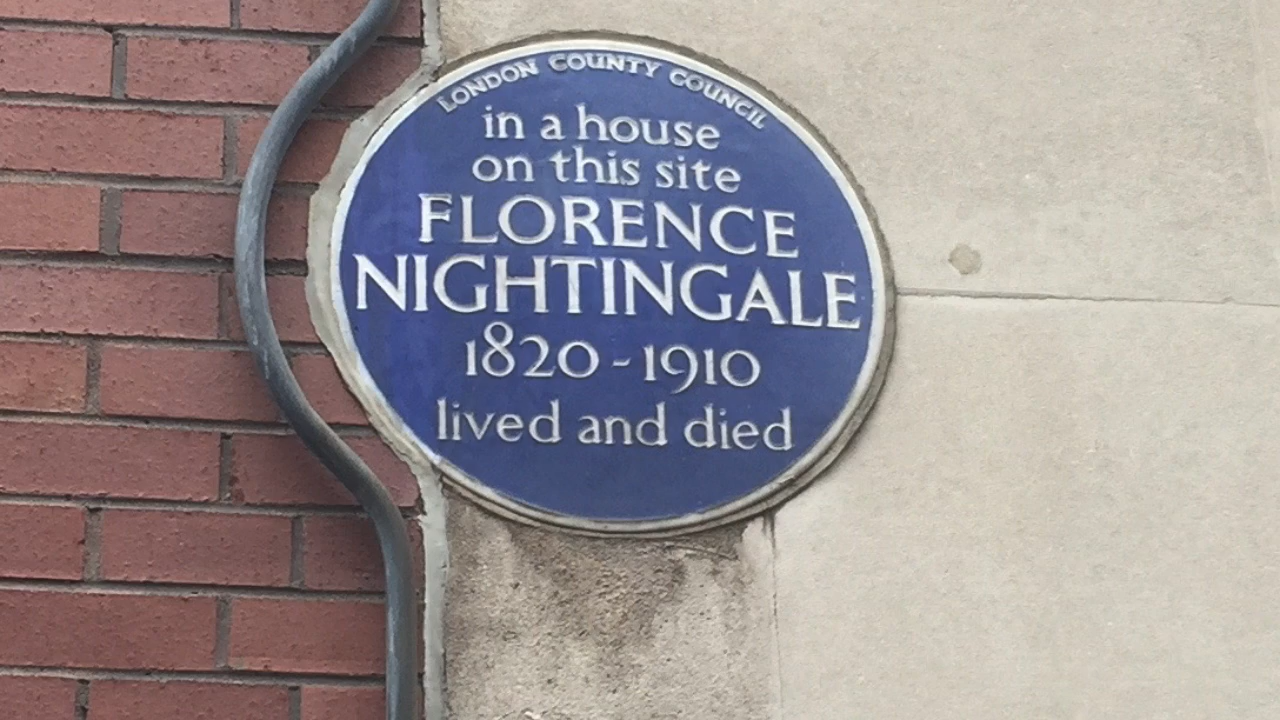 LONDON COUNTY COUNCIL
in a house
on this site
FLORENCE
NIGHTINGALE
1820 - 1910
lived and died